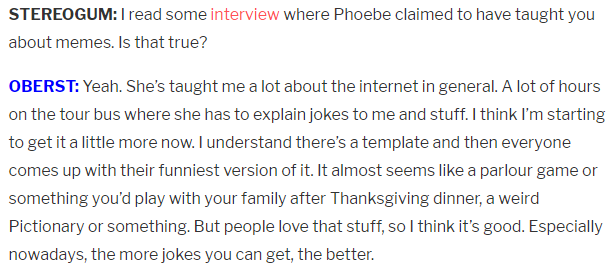 STEREOGUM: I read some interview where Phoebe claimed to have taught you
about memes. Is that true?
OBERST: Yeah. She’s taught me a lot about the internet in general. A lot of hours
on the tour bus where she has to explain jokes to me and stuff. I think I’m starting
to get it a little more now. I understand there’s a template and then everyone
comes up with their funniest version of it. It almost seems like a parlour game or
something you’d play with your family after Thanksgiving dinner, a weird
Pictionary or something. But people love that stuff, so I think it’s good. Especially
nowadays, the more jokes you can get, the better.